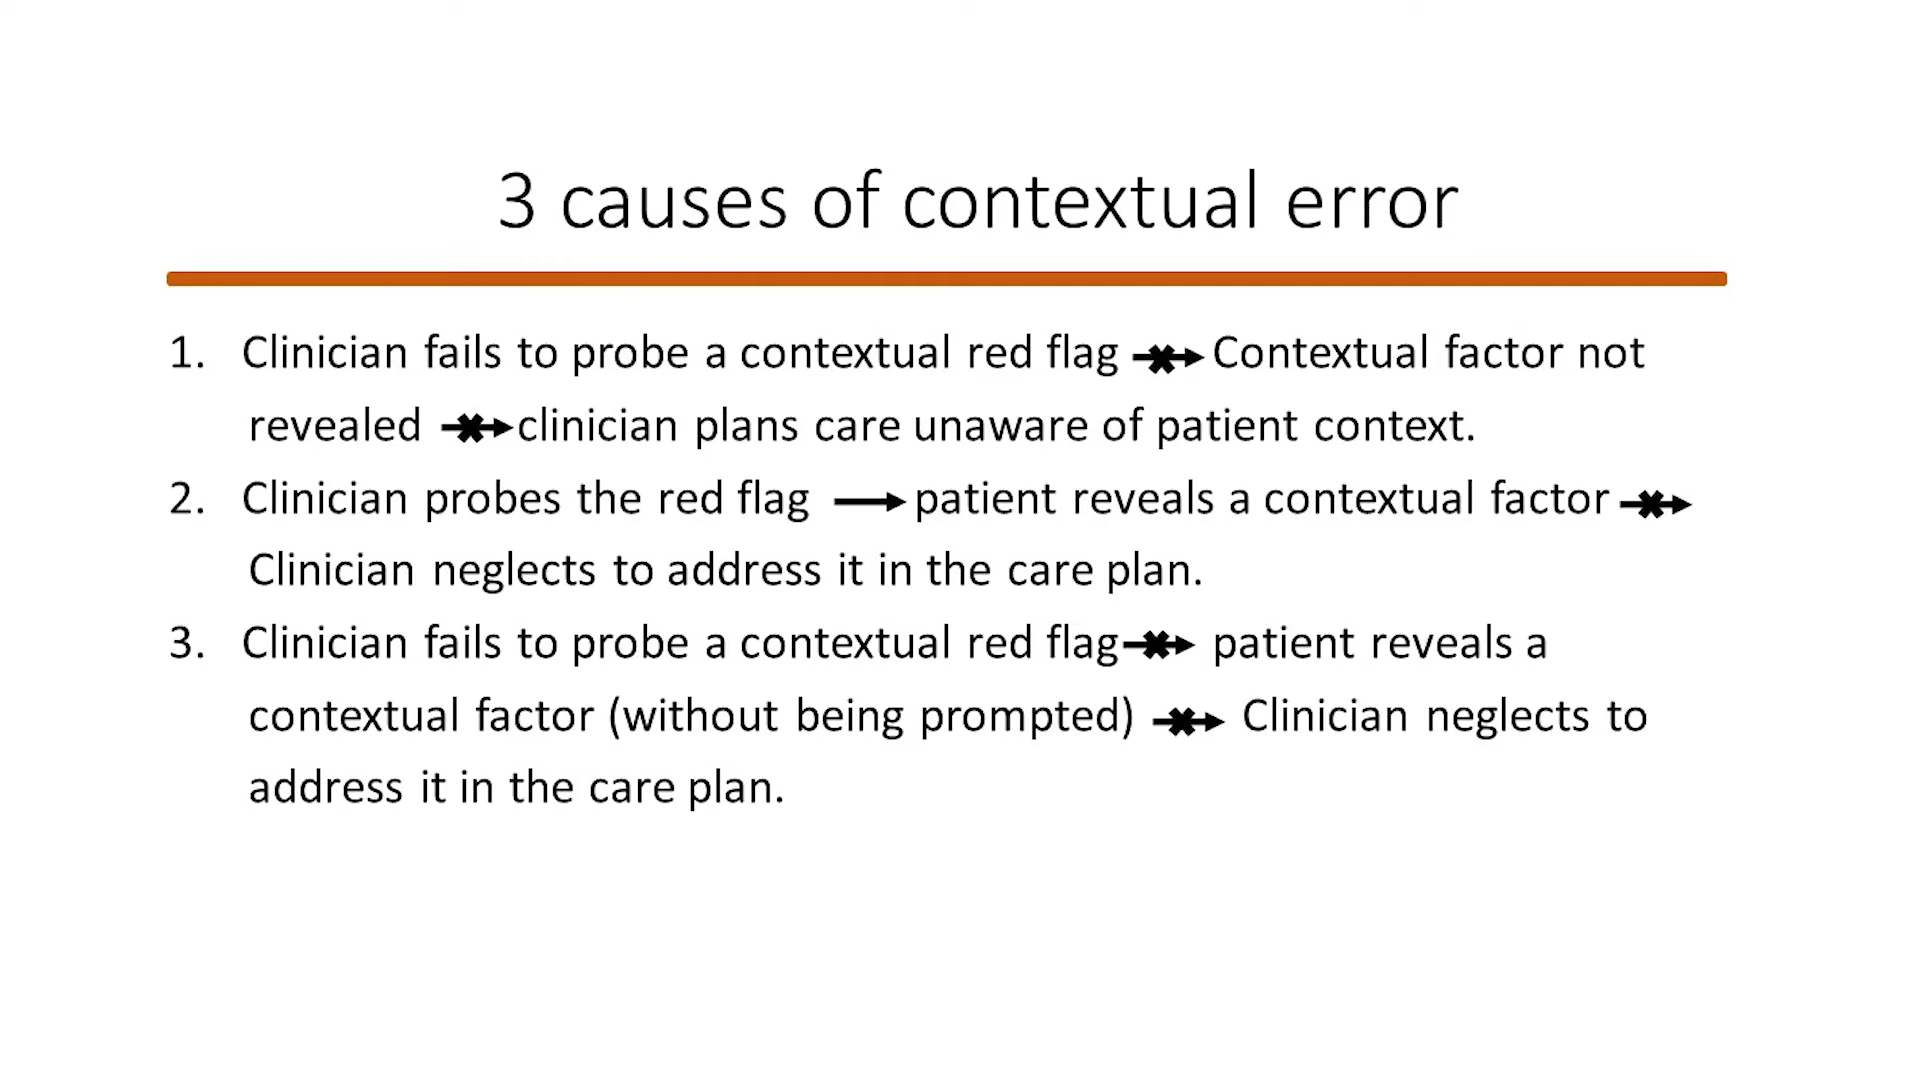 3 causes of contextual error
1. Clinician fails to probe a contextual red flag Contextual factor not
revealed clinician plans care unaware of patient context.
2. Clinician probes the red flag patient reveals a contextual factor
Clinician neglects to address it in the care plan.
3. Clinician fails to probe a contextual red flag patient reveals a
contextual factor (without being prompted) Clinician neglects to
address it in the care plan.